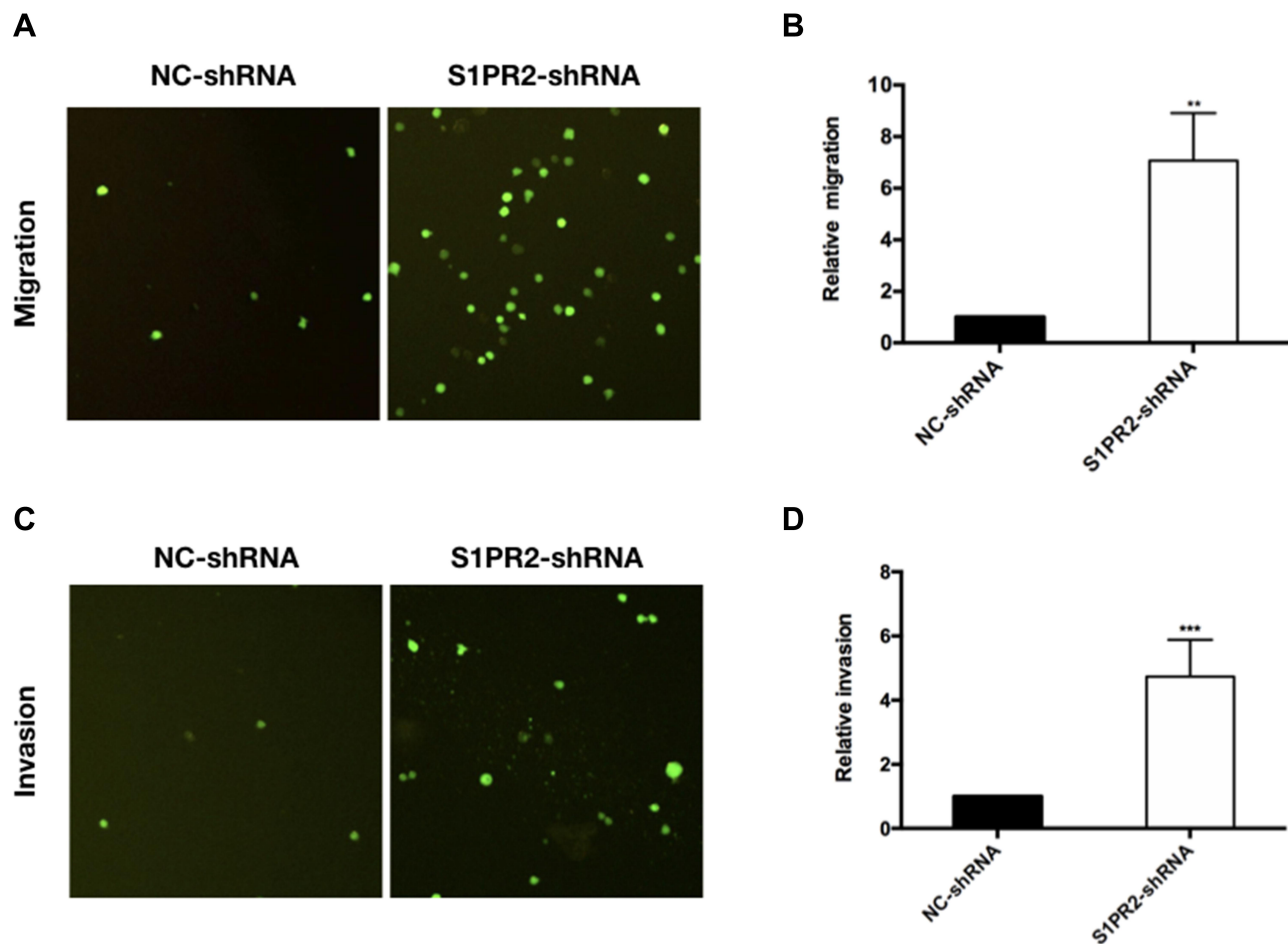 A
B
NC-shRNA
S1PR2-shRNA
Migration
Relative migration
10
8
6
4
2
0
**
NC-shRNA
S1PR2-shRNA
C
D
NC-shRNA
S1PR2-shRNA
Invasion
Relative invasion
8
6
4
2
0
***
NC-shRNA
S1PR2-shRNA